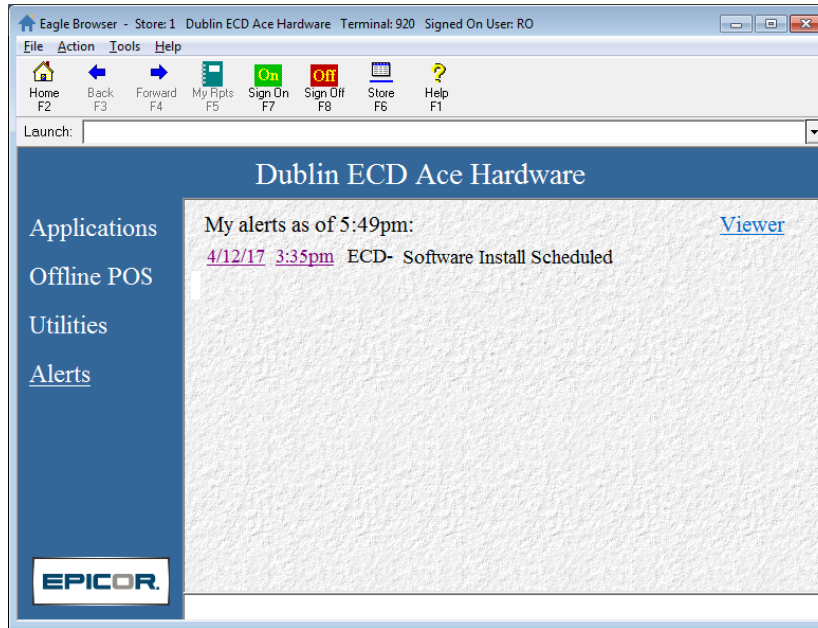 Eagle Browser - Store: 1 Dublin ECD Ace Hardware Terminal: 920 Signed On User: RO
File Action Tools Help
On Off ?
Home Back Forward My Rpts Sign On Sign Off Store Help
F2 F3 F4 F5 F7 F8 F6 F1
Launch:
Dublin ECD Ace Hardware
Applications
Offline POS
Utilities
Alerts
My alerts as of 5:49pm: Viewer
4/12/17 3:35pm ECD- Software Install Scheduled
EPICOR.